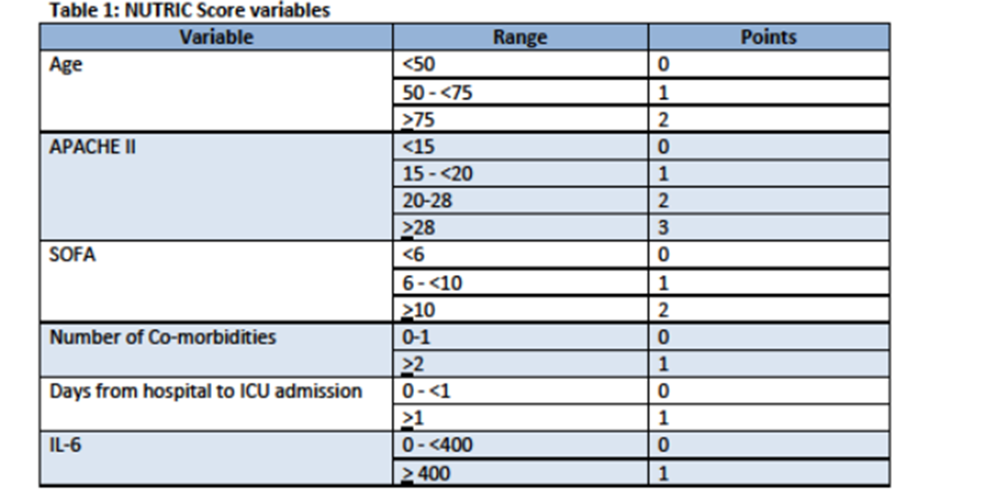 Table 1: NUTRIC Score variables
Variable Range Points
Age <50 0
50 - <75 1
≥75 2
APACHE II <15 0
15 - <20 1
20-28 2
≥28 3
SOFA <6 0
6 - <10 1
≥10 2
Number of Co-morbidities 0-1 0
≥2 1
Days from hospital to ICU admission 0 - <1 0
≥1 1
IL-6 0 - <400 0
≥ 400 1